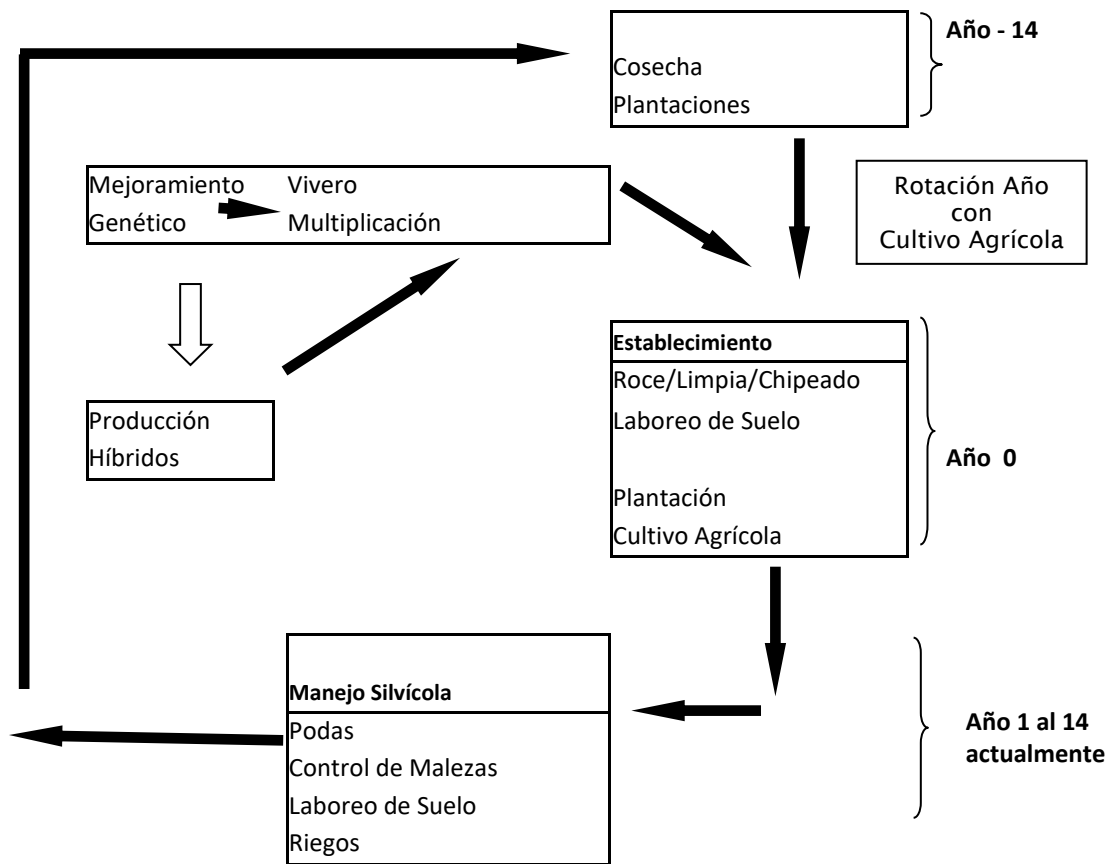 Año - 14
Cosecha
Plantaciones
Mejoramiento Vivero
Genético Multiplicación
Rotación Año
con
Cultivo Agrícola
Producción
Híbridos
Establecimiento
Roce/Limpia/Chipeado
Laboreo de Suelo
Plantación
Cultivo Agrícola
Año 0
Manejo Silvícola
Podas
Control de Malezas
Laboreo de Suelo
Riegos
Año 1 al 14
actualmente